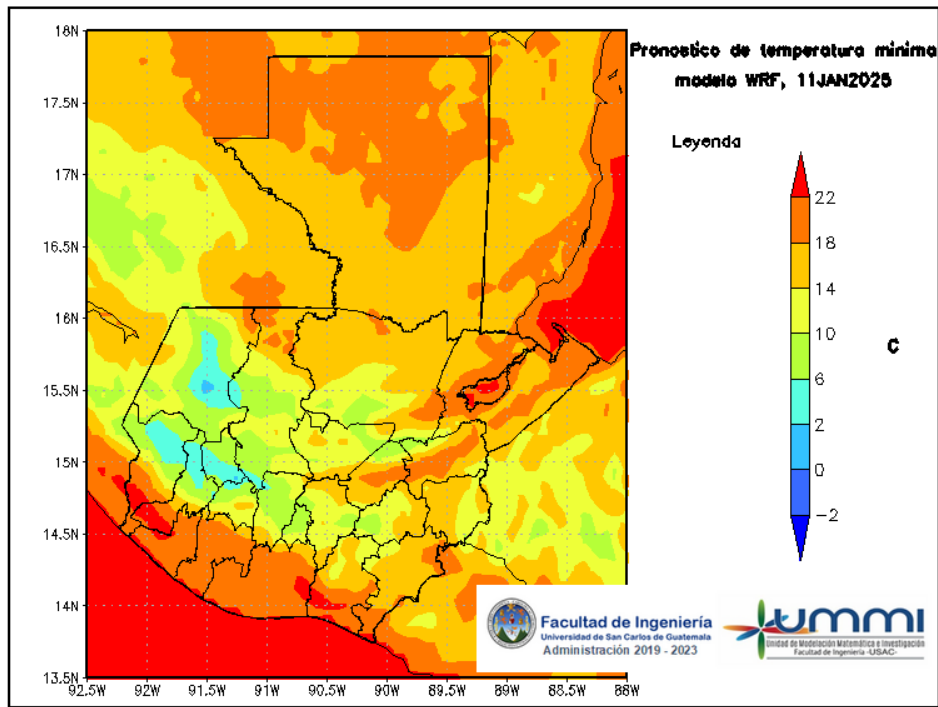 Pronostico de temperatura minima
modelo WRF, 11JAN2025
Leyenda
22
18
14
10
6
2
0
−2
C
18N
17.5N
17N
16.5N
16N
15.5N
15N
14.5N
14N
13.5N
92.5W
92W
91.5W
91W
90.5W
90W
89.5W
89W
88.5W
88W
Facultad de Ingeniería
Universidad de San Carlos de Guatemala
Administración 2019 - 2023
UMMI
Unidad de Modelación Matemática e Investigación
Facultad de Ingeniería -USAC-